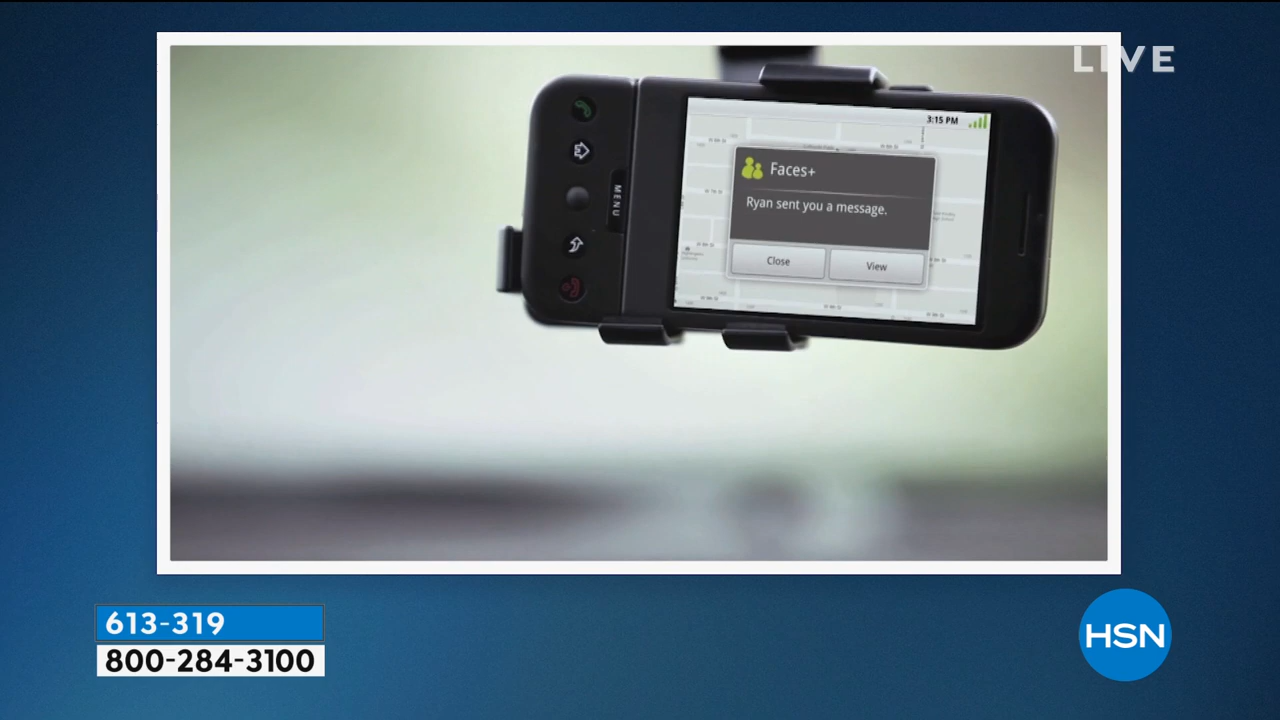 LIVE
3:15 PM
MENU
Faces+
Ryan sent you a message.
Close
View
613-319
800-284-3100
HSN